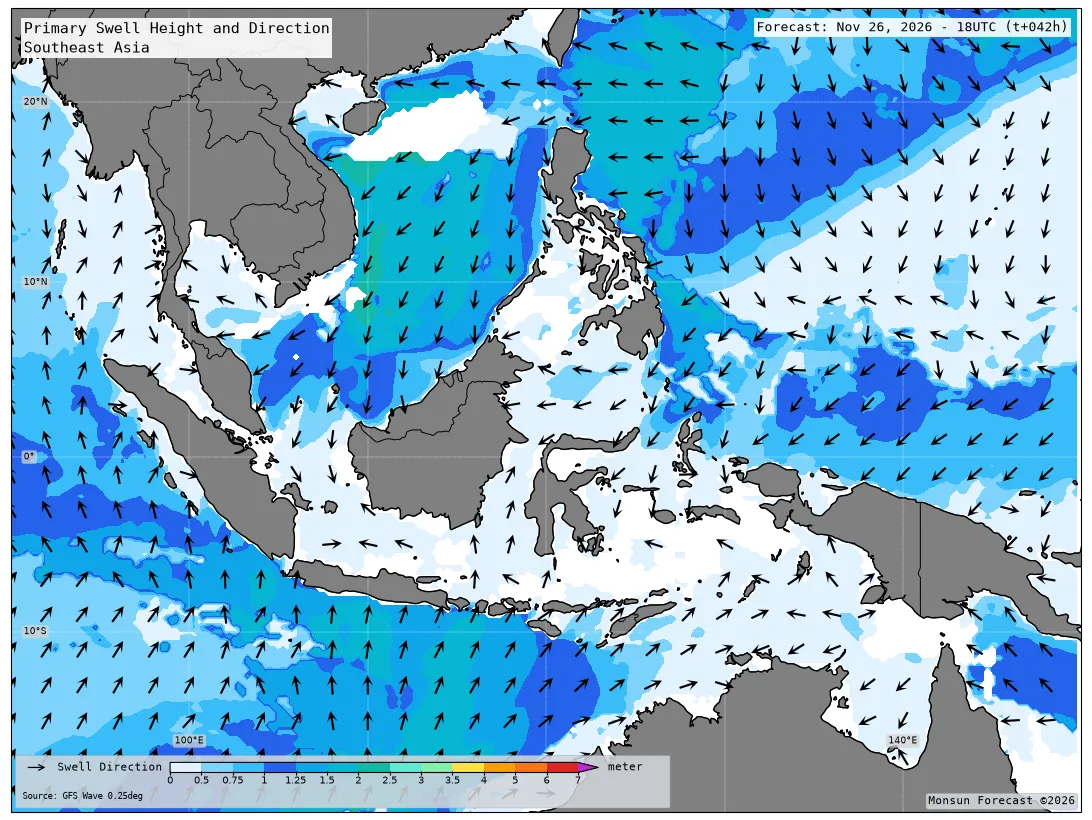 Primary Swell Height and Direction
Southeast Asia
Forecast: Nov 26, 2026 - 18UTC (t+042h)
20°N
10°N
0°
10°S
100°E
140°E
Swell Direction
meter
0 0.5 0.75 1 1.25 1.5 2 2.5 3 3.5 4 5 6 7
Source: GFS Wave 0.25deg
Monsun Forecast ©2026